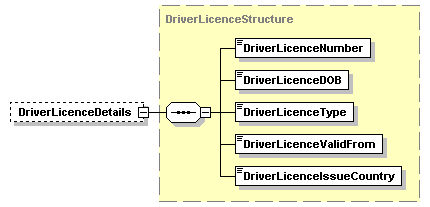 DriverLicenceStructure
DriverLicenceNumber
DriverLicenceDOB
DriverLicenceDetails
DriverLicenceType
DriverLicenceValidFrom
DriverLicenceIssueCountry